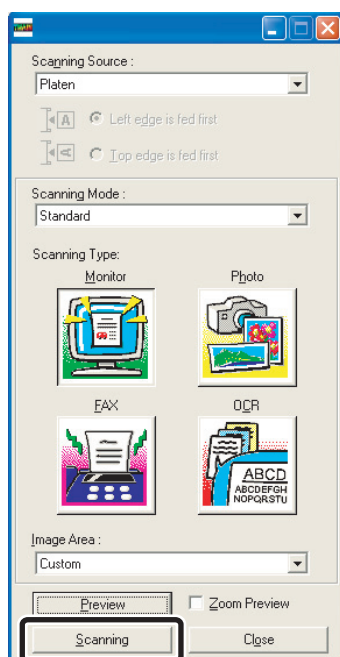 Scanning Source :
Platen
A Left edge is fed first
A Top edge is fed first
Scanning Mode :
Standard
Scanning Type:
Monitor Photo
FAX OCR
ABCD
ABCDEFGH
NOPQRSTU
Image Area :
Custom
Preview Zoom Preview
Scanning Close